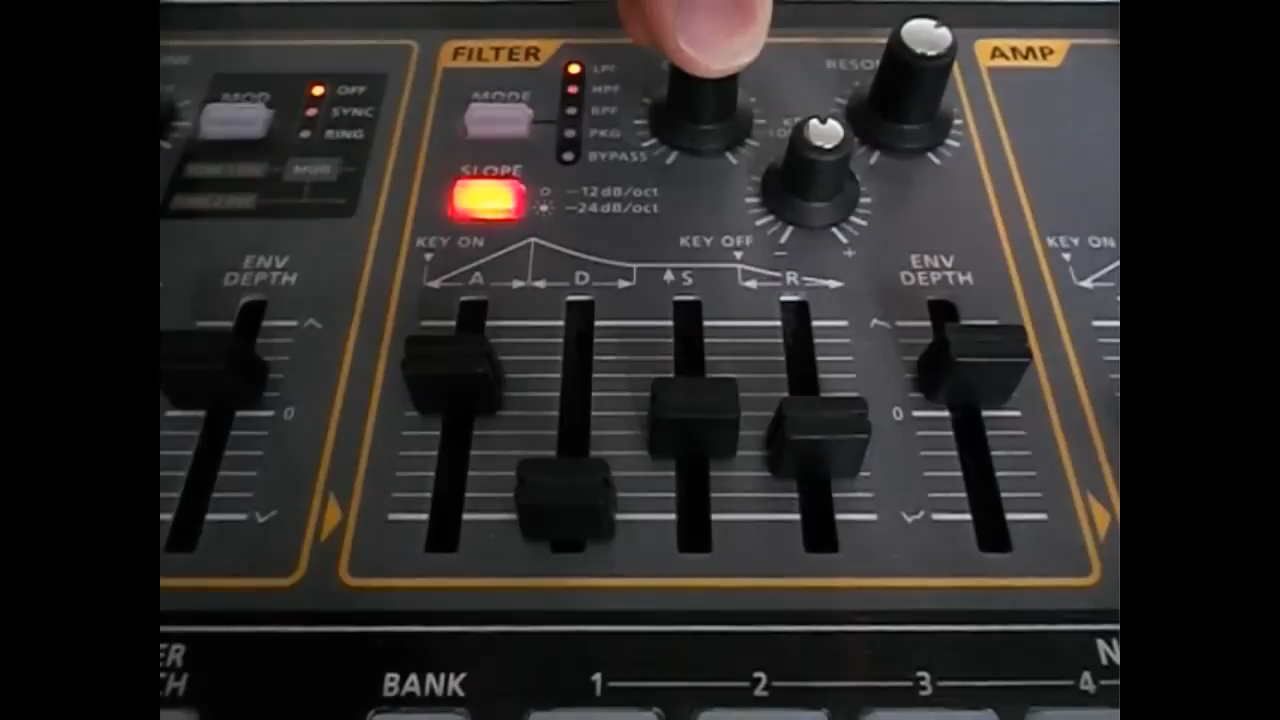 FILTER
AMP
MOD
OFF
SYNC
RING
MOD
MODE
LPF
HPF
BPF
PKG
BYPASS
RESO
SLOPE
-12dB/oct
-24dB/oct
- +
KEY ON
KEY OFF
A D S R
ENV
DEPTH
0
ENV
DEPTH
0
KEY ON
BANK
1 2 3 4